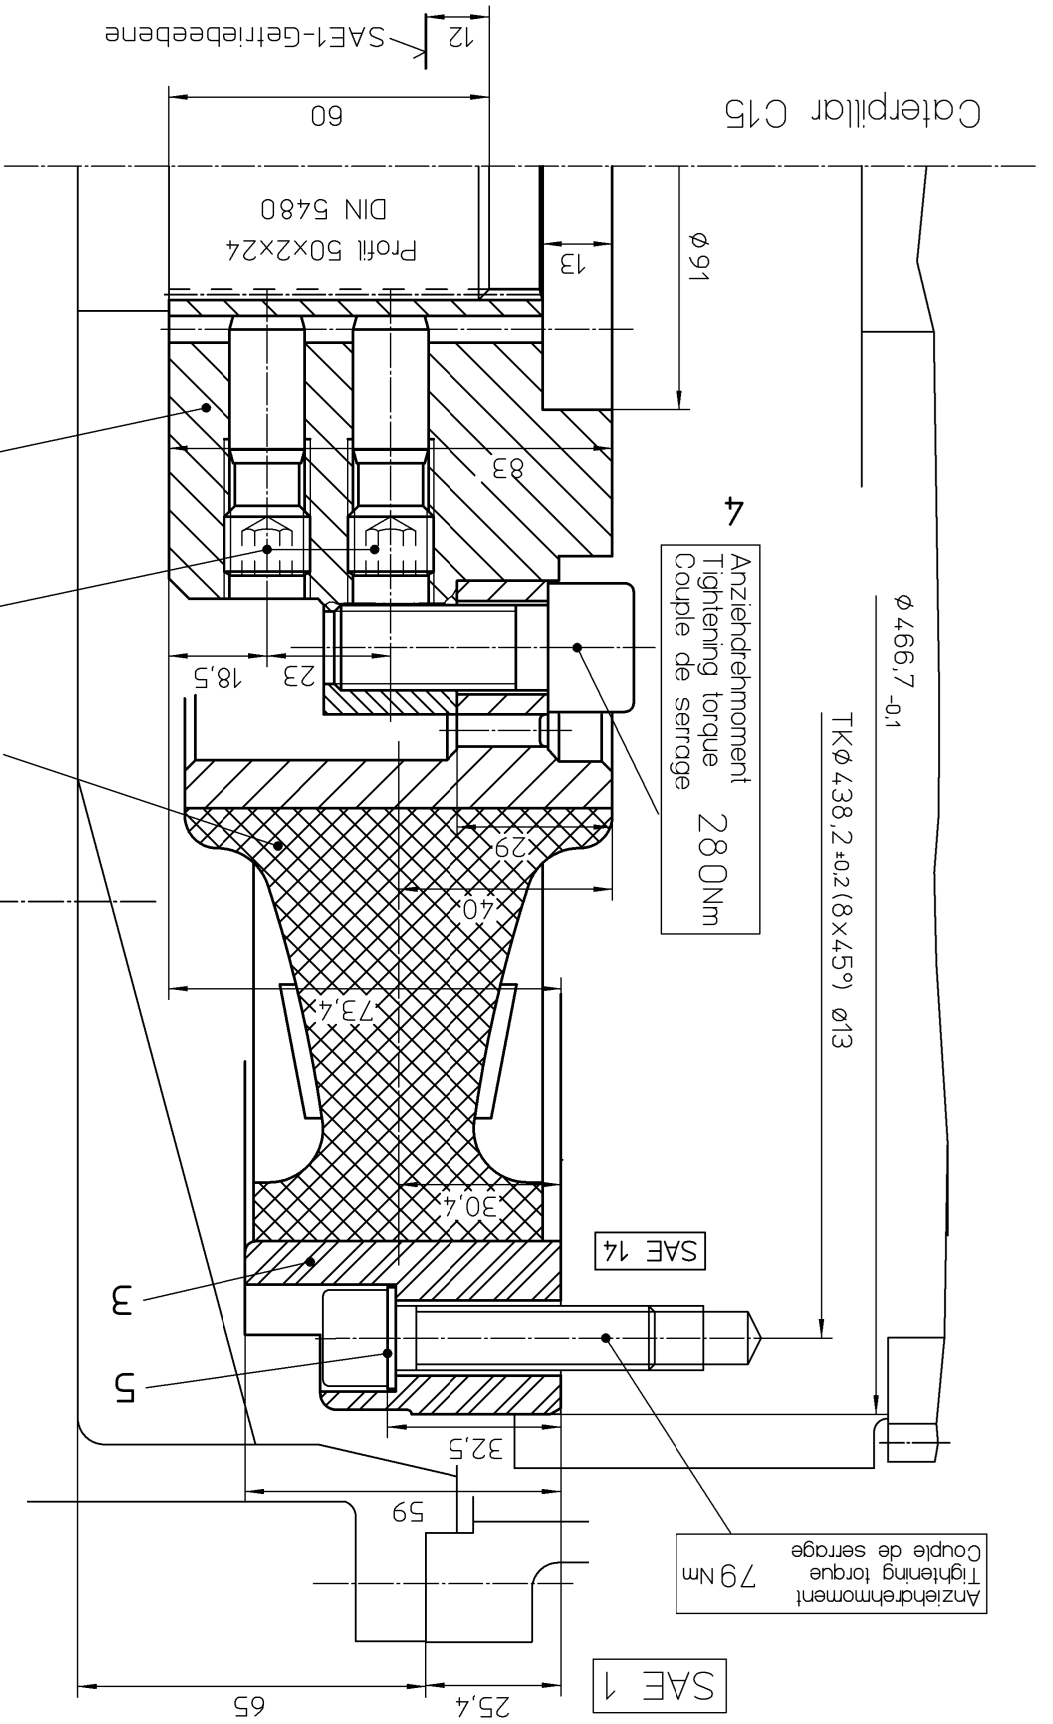 SAE1-Getriebeebene
12
60
Caterpillar C15
Profil 50x2x24
DIN 5480
13
ø91
83
4
Anziehdrehmoment
Tightening torque
Couple de serrage
280Nm
18,5
23
ø466,7 -0,1
TKØ438,2 ±0,2(8x45°) ø13
29
40
73,4
30,4
SAE 14
3
5
32,5
59
Anziehdrehmoment
Tightening torque
Couple de serrage
79Nm
65
25,4
SAE 1